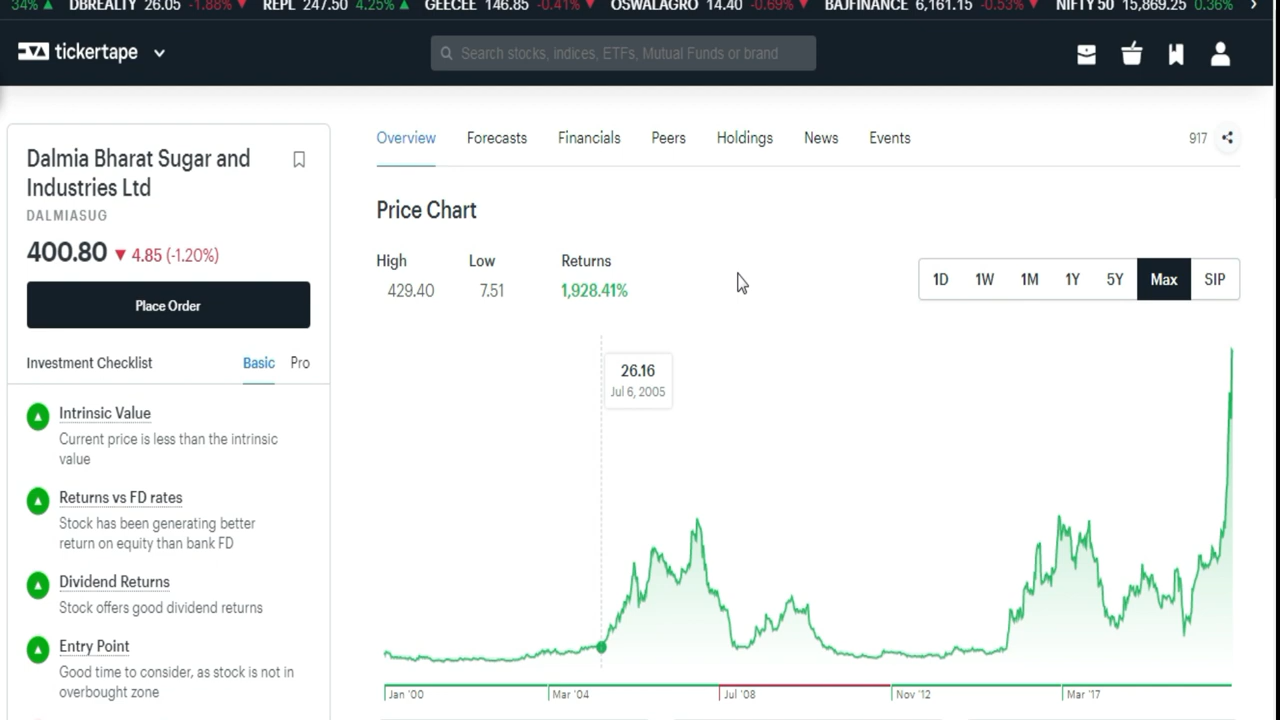 34% ▲ DBREALTY 26.05 -1.88% ▼ REPL 247.50 4.25% ▲ GEECEE 146.85 -0.41% ▼ OSWALAGRO 14.40 -0.69% ▼ BAJFINANCE 6,161.15 -0.53% ▼ NIFTY 50 15,869.25 0.36%
tickertape
Search stocks, indices, ETFs, Mutual Funds or brand
Dalmia Bharat Sugar and
Industries Ltd
DALMIASUG
400.80 ▼ 4.85 (-1.20%)
Place Order
Investment Checklist Basic Pro
Intrinsic Value
Current price is less than the intrinsic
value
Returns vs FD rates
Stock has been generating better
return on equity than bank FD
Dividend Returns
Stock offers good dividend returns
Entry Point
Good time to consider, as stock is not in
overbought zone
Overview Forecasts Financials Peers Holdings News Events 917
Price Chart
High Low Returns
429.40 7.51 1,928.41%
1D 1W 1M 1Y 5Y Max SIP
26.16
Jul 6, 2005
Jan '00 Mar '04 Jul '08 Nov '12 Mar '17